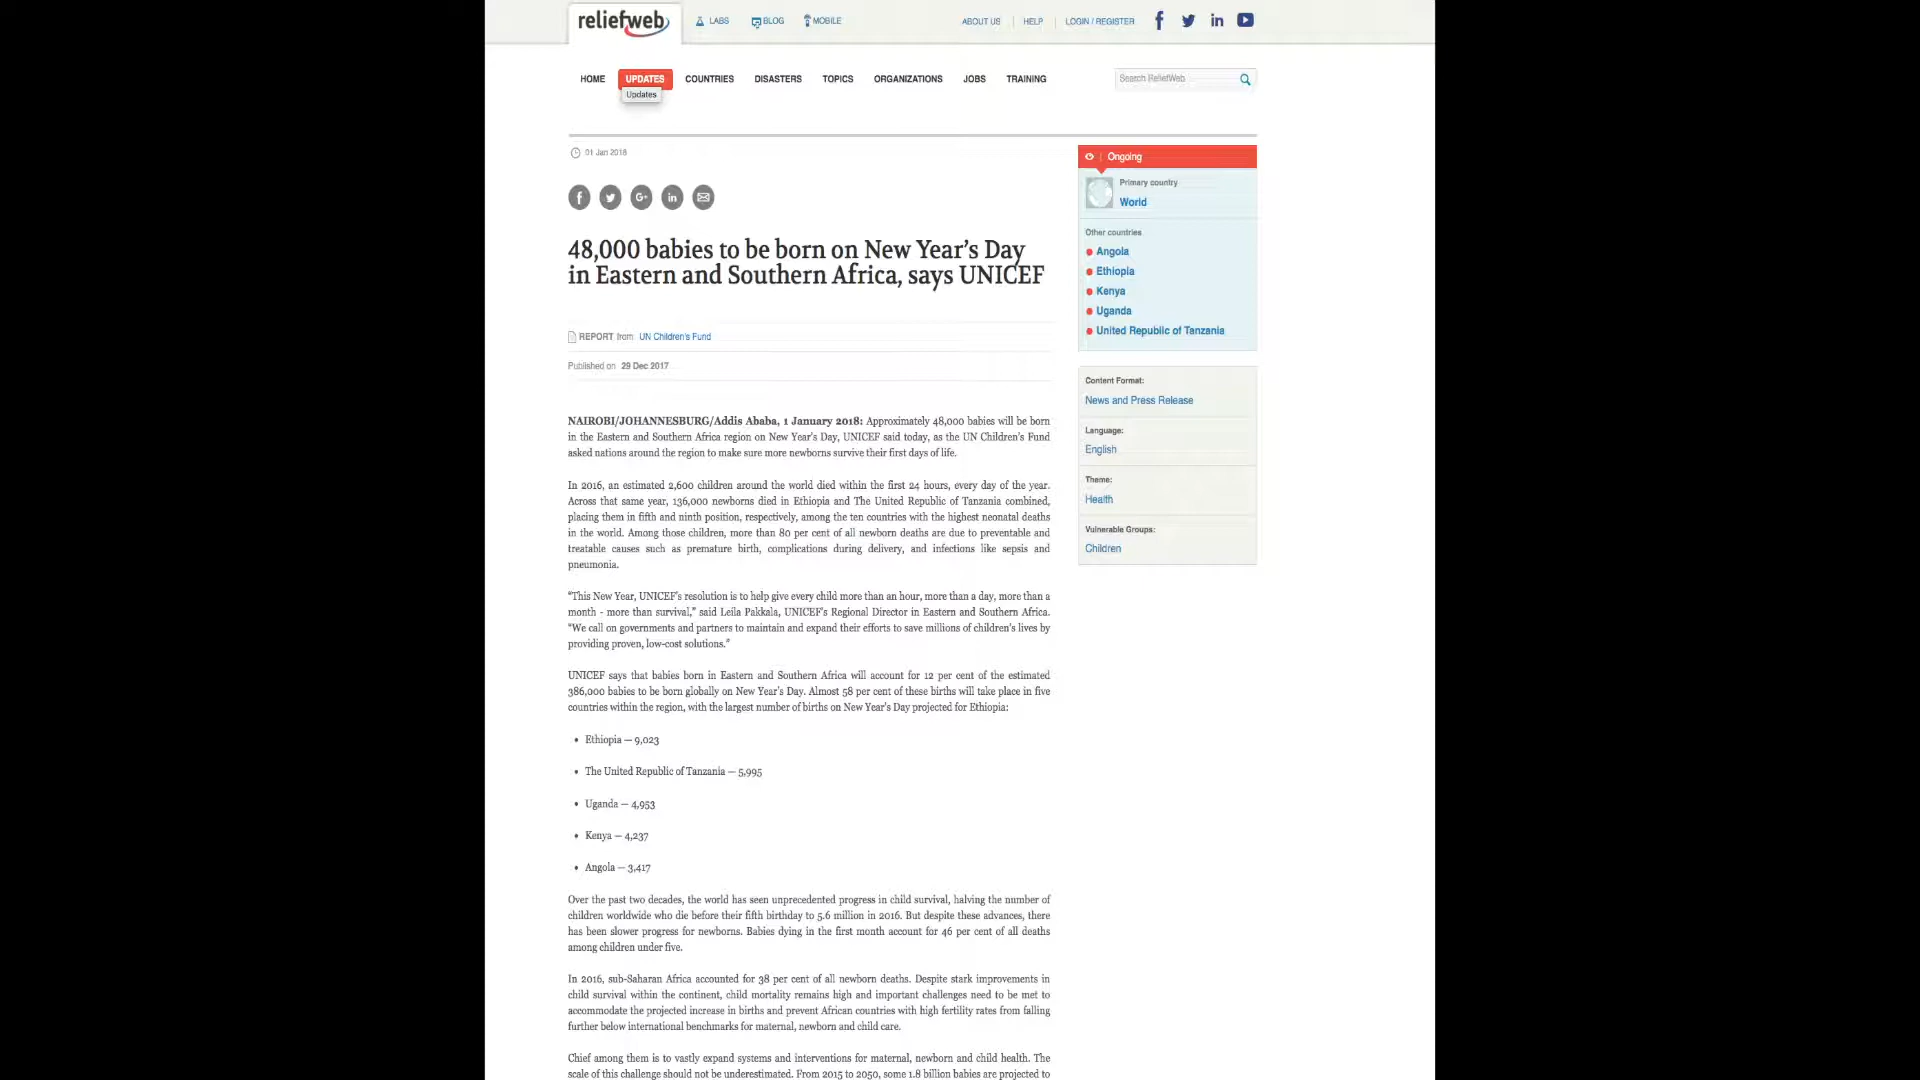 reliefweb
LABS
BLOG
MOBILE
ABOUT US
HELP
LOGIN / REGISTER
HOME
UPDATES
COUNTRIES
DISASTERS
TOPICS
ORGANIZATIONS
JOBS
TRAINING
Search ReliefWeb
Updates
01 Jan 2018
48,000 babies to be born on New Year's Day
in Eastern and Southern Africa, says UNICEF
REPORT from UN Children's Fund
Published on 29 Dec 2017
NAIROBI/JOHANNESBURG/Addis Ababa, 1 January 2018: Approximately 48,000 babies will be born
in the Eastern and Southern Africa region on New Year's Day, UNICEF said today, as the UN Children's Fund
asked nations around the region to make sure more newborns survive their first days of life.
In 2016, an estimated 2,600 children around the world died within the first 24 hours, every day of the year.
Across that same year, 136,000 newborns died in Ethiopia and The United Republic of Tanzania combined,
placing them in fifth and ninth position, respectively, among the ten countries with the highest neonatal deaths
in the world. Among those children, more than 80 per cent of all newborn deaths are due to preventable and
treatable causes such as premature birth, complications during delivery, and infections like sepsis and
pneumonia.
“This New Year, UNICEF's resolution is to help give every child more than an hour, more than a day, more than a
month - more than survival,” said Leila Pakkala, UNICEF's Regional Director in Eastern and Southern Africa.
“We call on governments and partners to maintain and expand their efforts to save millions of children's lives by
providing proven, low-cost solutions.”
UNICEF says that babies born in Eastern and Southern Africa will account for 12 per cent of the estimated
386,000 babies to be born globally on New Year's Day. Almost 58 per cent of these births will take place in five
countries within the region, with the largest number of births on New Year's Day projected for Ethiopia:
• Ethiopia — 9,023
• The United Republic of Tanzania — 5,995
• Uganda — 4,953
• Kenya — 4,237
• Angola — 3,417
Over the past two decades, the world has seen unprecedented progress in child survival, halving the number of
children worldwide who die before their fifth birthday to 5.6 million in 2016. But despite these advances, there
has been slower progress for newborns. Babies dying in the first month account for 46 per cent of all deaths
among children under five.
In 2016, sub-Saharan Africa accounted for 38 per cent of all newborn deaths. Despite stark improvements in
child survival within the continent, child mortality remains high and important challenges need to be met to
accommodate the projected increase in births and prevent African countries with high fertility rates from falling
further below international benchmarks for maternal, newborn and child care.
Chief among them is to vastly expand systems and interventions for maternal, newborn and child health. The
scale of this challenge should not be underestimated. From 2015 to 2050, some 1.8 billion babies are projected to
Ongoing
Primary country
World
Other countries
Angola
Ethiopia
Kenya
Uganda
United Republic of Tanzania
Content Format:
News and Press Release
Language:
English
Theme:
Health
Vulnerable Groups:
Children